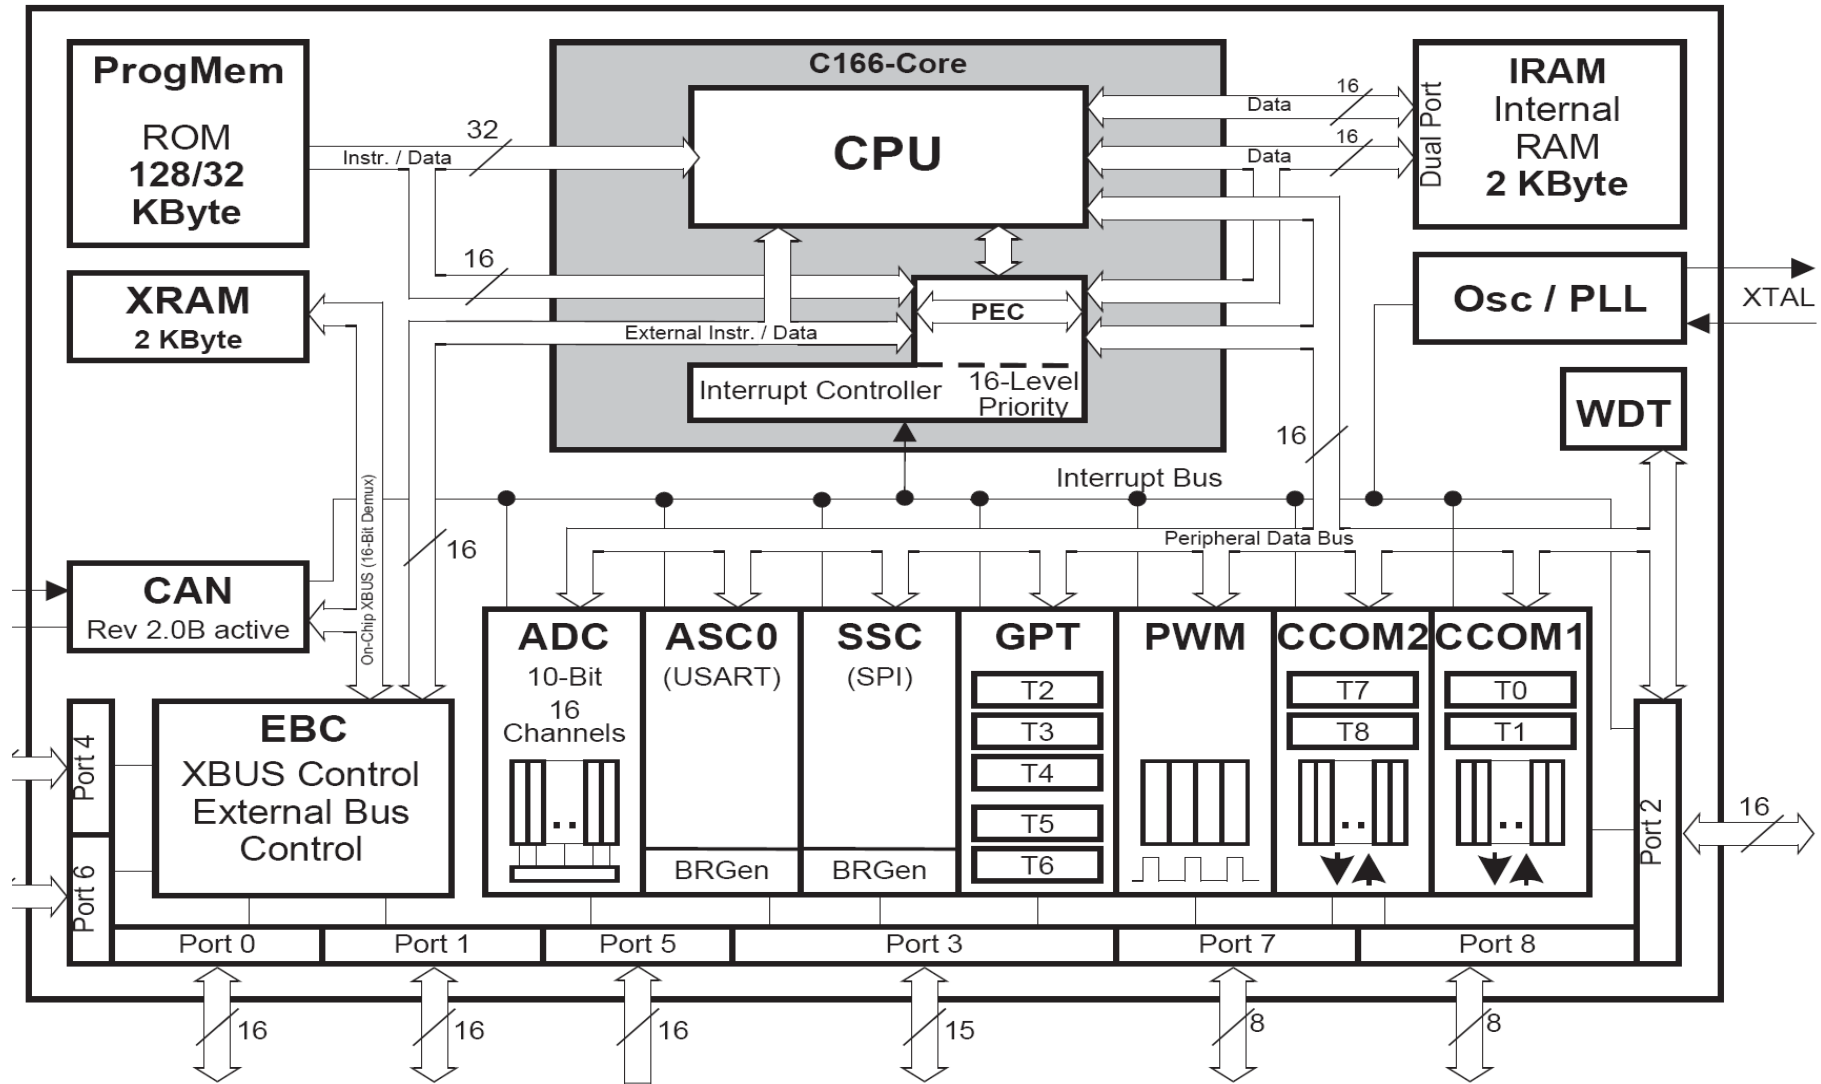 C166-Core
ProgMem
ROM
128/32
KByte
Instr. / Data
32
CPU
16
Data
16
Data
Dual Port
IRAM
Internal
RAM
2 KByte
XRAM
2 KByte
16
PEC
External Instr. / Data
Interrupt Controller
16-Level
Priority
Osc / PLL
XTAL
WDT
16
Interrupt Bus
On-Chip XBUS (16-Bit Demux)
16
Peripheral Data Bus
CAN
Rev 2.0B active
EBC
XBUS Control
External Bus
Control
Port 4
Port 6
ADC
10-Bit
16
Channels
ASC0
(USART)
BRGen
SSC
(SPI)
BRGen
GPT
T2
T3
T4
T5
T6
PWM
CCOM2
T7
T8
CCOM1
T0
T1
Port 2
16
Port 0
Port 1
Port 5
Port 3
Port 7
Port 8
16
16
16
15
8
8